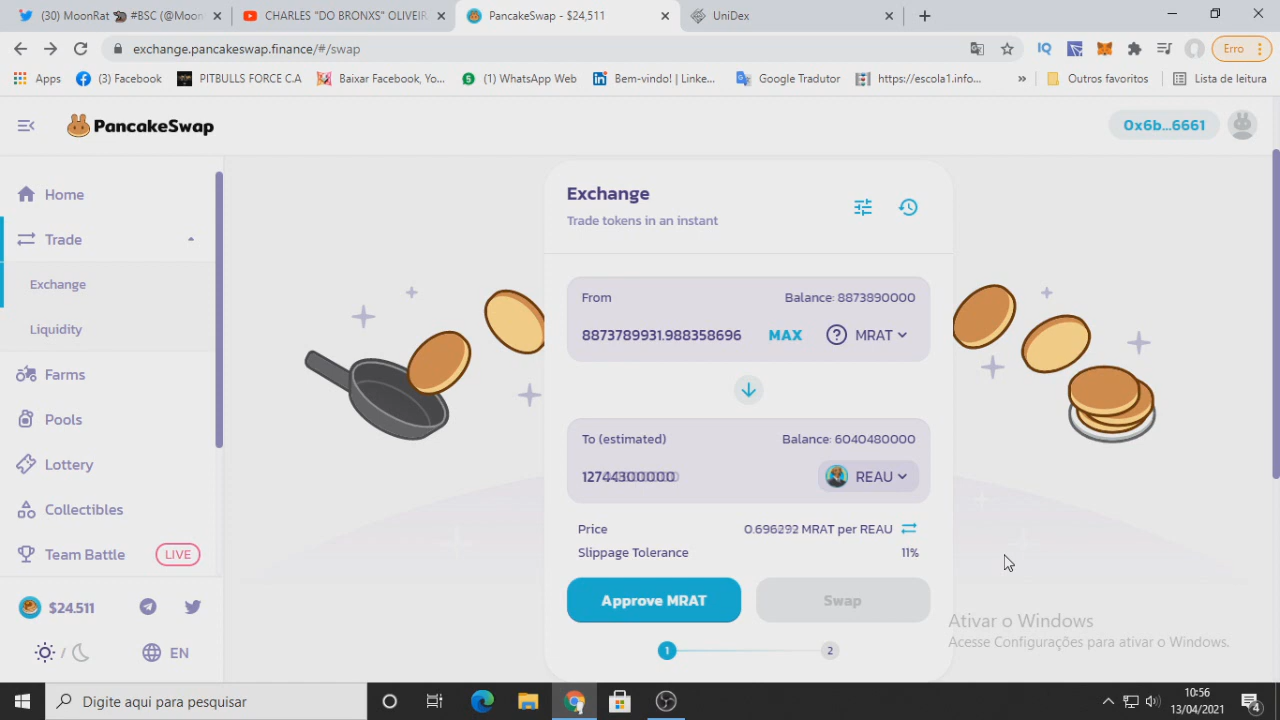 (30) MoonRat #BSC (@Moon
CHARLES "DO BRONXS" OLIVEIR
PancakeSwap - $24,511
UniDex
exchange.pancakeswap.finance/#/swap
Erro
Apps
(3) Facebook
PITBULLS FORCE C.A
Baixar Facebook, Yo...
(1) WhatsApp Web
Bem-vindo! | Linke...
Google Tradutor
https://escola1.info...
»
Outros favoritos
Lista de leitura
PancakeSwap
0x6b...6661
Home
Trade
Exchange
Liquidity
Farms
Pools
Lottery
Collectibles
Team Battle
LIVE
$24.511
/
EN
Exchange
Trade tokens in an instant
From
Balance: 8873890000
8873789931.988358696
MAX
MRAT
To (estimated)
Balance: 6040480000
REAU
Price
MRAT per REAU
Slippage Tolerance
11%
Approve MRAT
Swap
1
2
Ativar o Windows
Acesse Configurações para ativar o Windows.
Digite aqui para pesquisar
10:56
13/04/2021
4